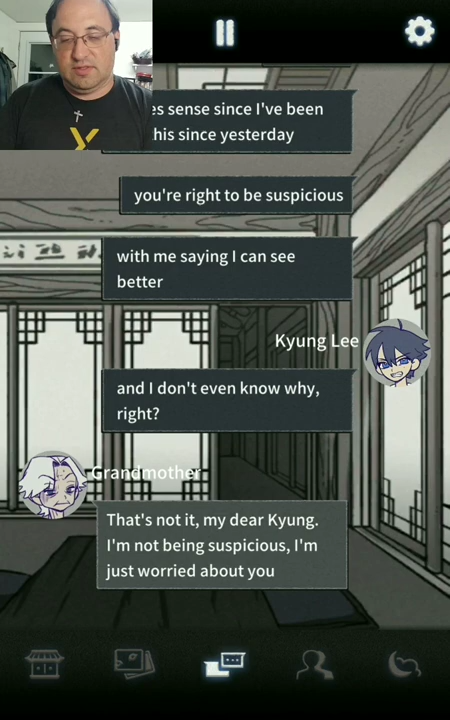 es sense since I've been
his since yesterday
you're right to be suspicious
with me saying I can see
better
Kyung Lee
and I don't even know why,
right?
Grandmother
That's not it, my dear Kyung.
I'm not being suspicious, I'm
just worried about you